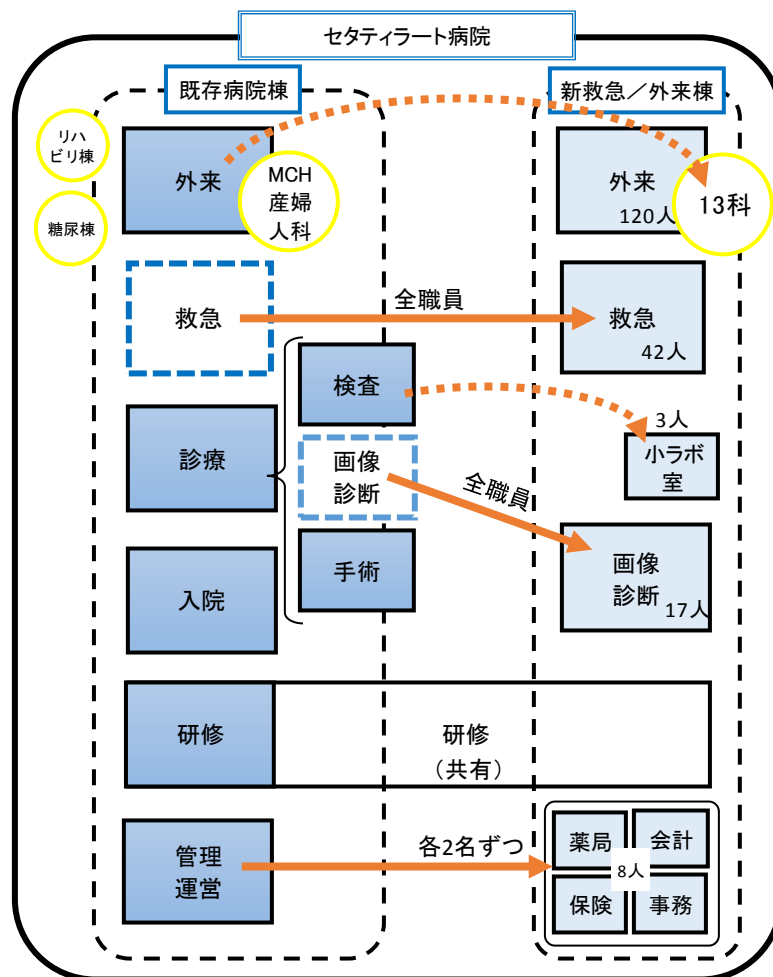 セタティラート病院
既存病院棟
新救急／外来棟
リハ
ビリ棟
糖尿棟
外来
MCH
産婦
人科
外来
120人
13科
救急
全職員
救急
42人
検査
3人
小ラボ
室
診療
画像
診断
全職員
手術
画像
診断
17人
入院
研修
研修
（共有）
管理
運営
各2名ずつ
薬局
会計
8人
保険
事務